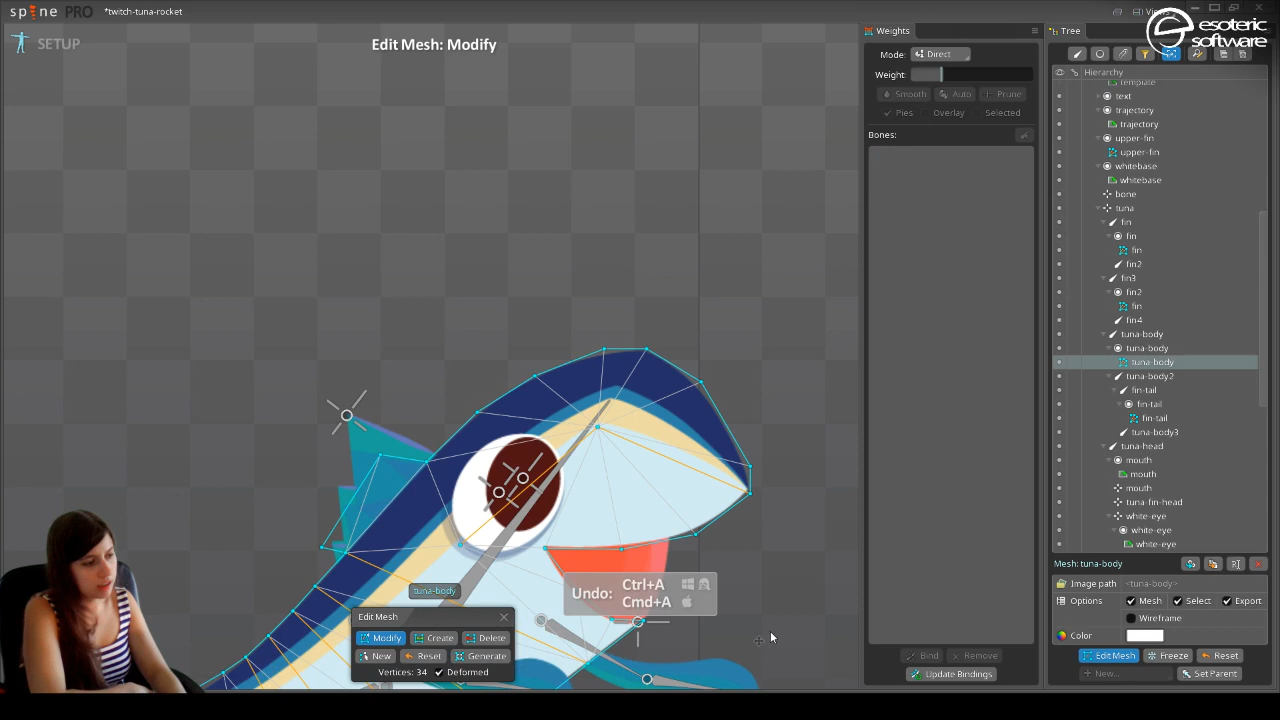 spine PRO
*twitch-tuna-rocket
Views
esoteric
software
SETUP
Edit Mesh: Modify
Weights
Mode:
Direct
Weight:
Smooth
Auto
Prune
Pies
Overlay
Selected
Bones:
Bind
Remove
Update Bindings
Tree
Hierarchy
template
text
trajectory
trajectory
upper-fin
upper-fin
whitebase
whitebase
bone
tuna
fin
fin
fin
fin2
fin3
fin2
fin
fin4
tuna-body
tuna-body
tuna-body
tuna-body2
fin-tail
fin-tail
fin-tail
tuna-body3
tuna-head
mouth
mouth
mouth
tuna-fin-head
white-eye
white-eye
white-eye
Mesh: tuna-body
Image path
<tuna-body>
Options
Mesh
Select
Export
Wireframe
Color
Edit Mesh
Freeze
Reset
New...
Set Parent
Undo:
Ctrl+A
Cmd+A
tuna-body
Edit Mesh
Modify
Create
Delete
New
Reset
Generate
Vertices: 34
Deformed